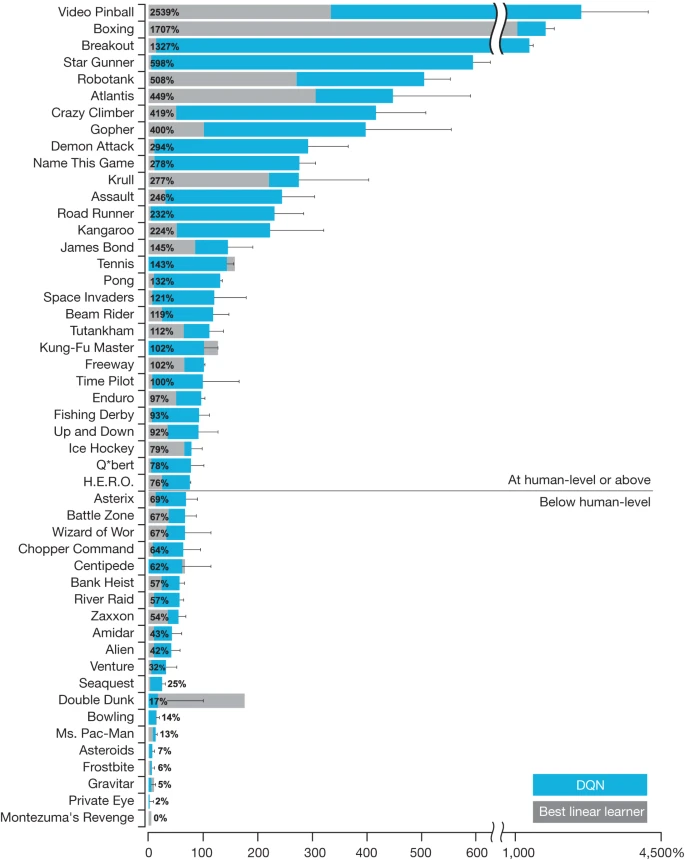 Video Pinball 2539%
Boxing 1707%
Breakout 1327%
Star Gunner 598%
Robotank 508%
Atlantis 449%
Crazy Climber 419%
Gopher 400%
Demon Attack 294%
Name This Game 278%
Krull 277%
Assault 246%
Road Runner 232%
Kangaroo 224%
James Bond 145%
Tennis 143%
Pong 132%
Space Invaders 121%
Beam Rider 119%
Tutankham 112%
Kung-Fu Master 102%
Freeway 102%
Time Pilot 100%
Enduro 97%
Fishing Derby 93%
Up and Down 92%
Ice Hockey 79%
Q*bert 78%
H.E.R.O. 76% At human-level or above
Asterix 69% Below human-level
Battle Zone 67%
Wizard of Wor 67%
Chopper Command 64%
Centipede 62%
Bank Heist 57%
River Raid 57%
Zaxxon 54%
Amidar 43%
Alien 42%
Venture 32%
Seaquest 25%
Double Dunk 17%
Bowling 14%
Ms. Pac-Man 13%
Asteroids 7%
Frostbite 6%
Gravitar 5% DQN
Private Eye 2% Best linear learner
Montezuma's Revenge 0%
0 100 200 300 400 500 600 1,000 4,500%